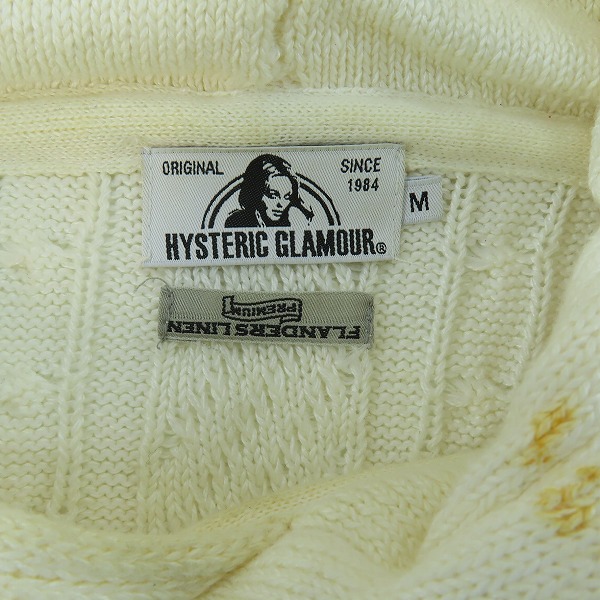 ORIGINAL SINCE
1984
HYSTERIC GLAMOUR®
M
FLANDERS LINEN
PREMIUM